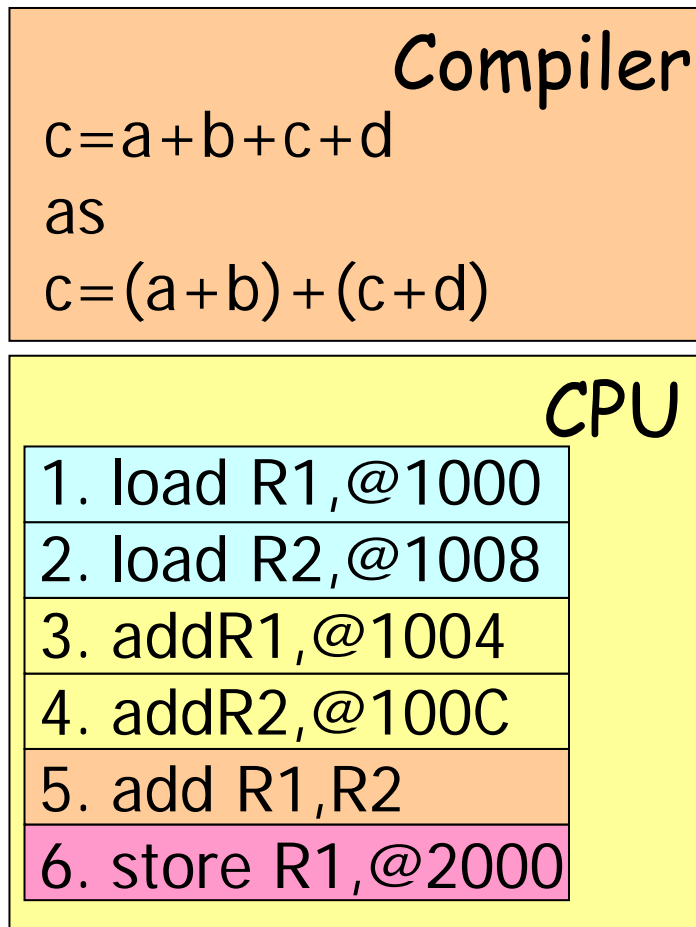 Compiler
c=a+b+c+d
as
c=(a+b)+(c+d)
CPU
1. load R1,@1000
2. load R2,@1008
3. addR1,@1004
4. addR2,@100C
5. add R1,R2
6. store R1,@2000